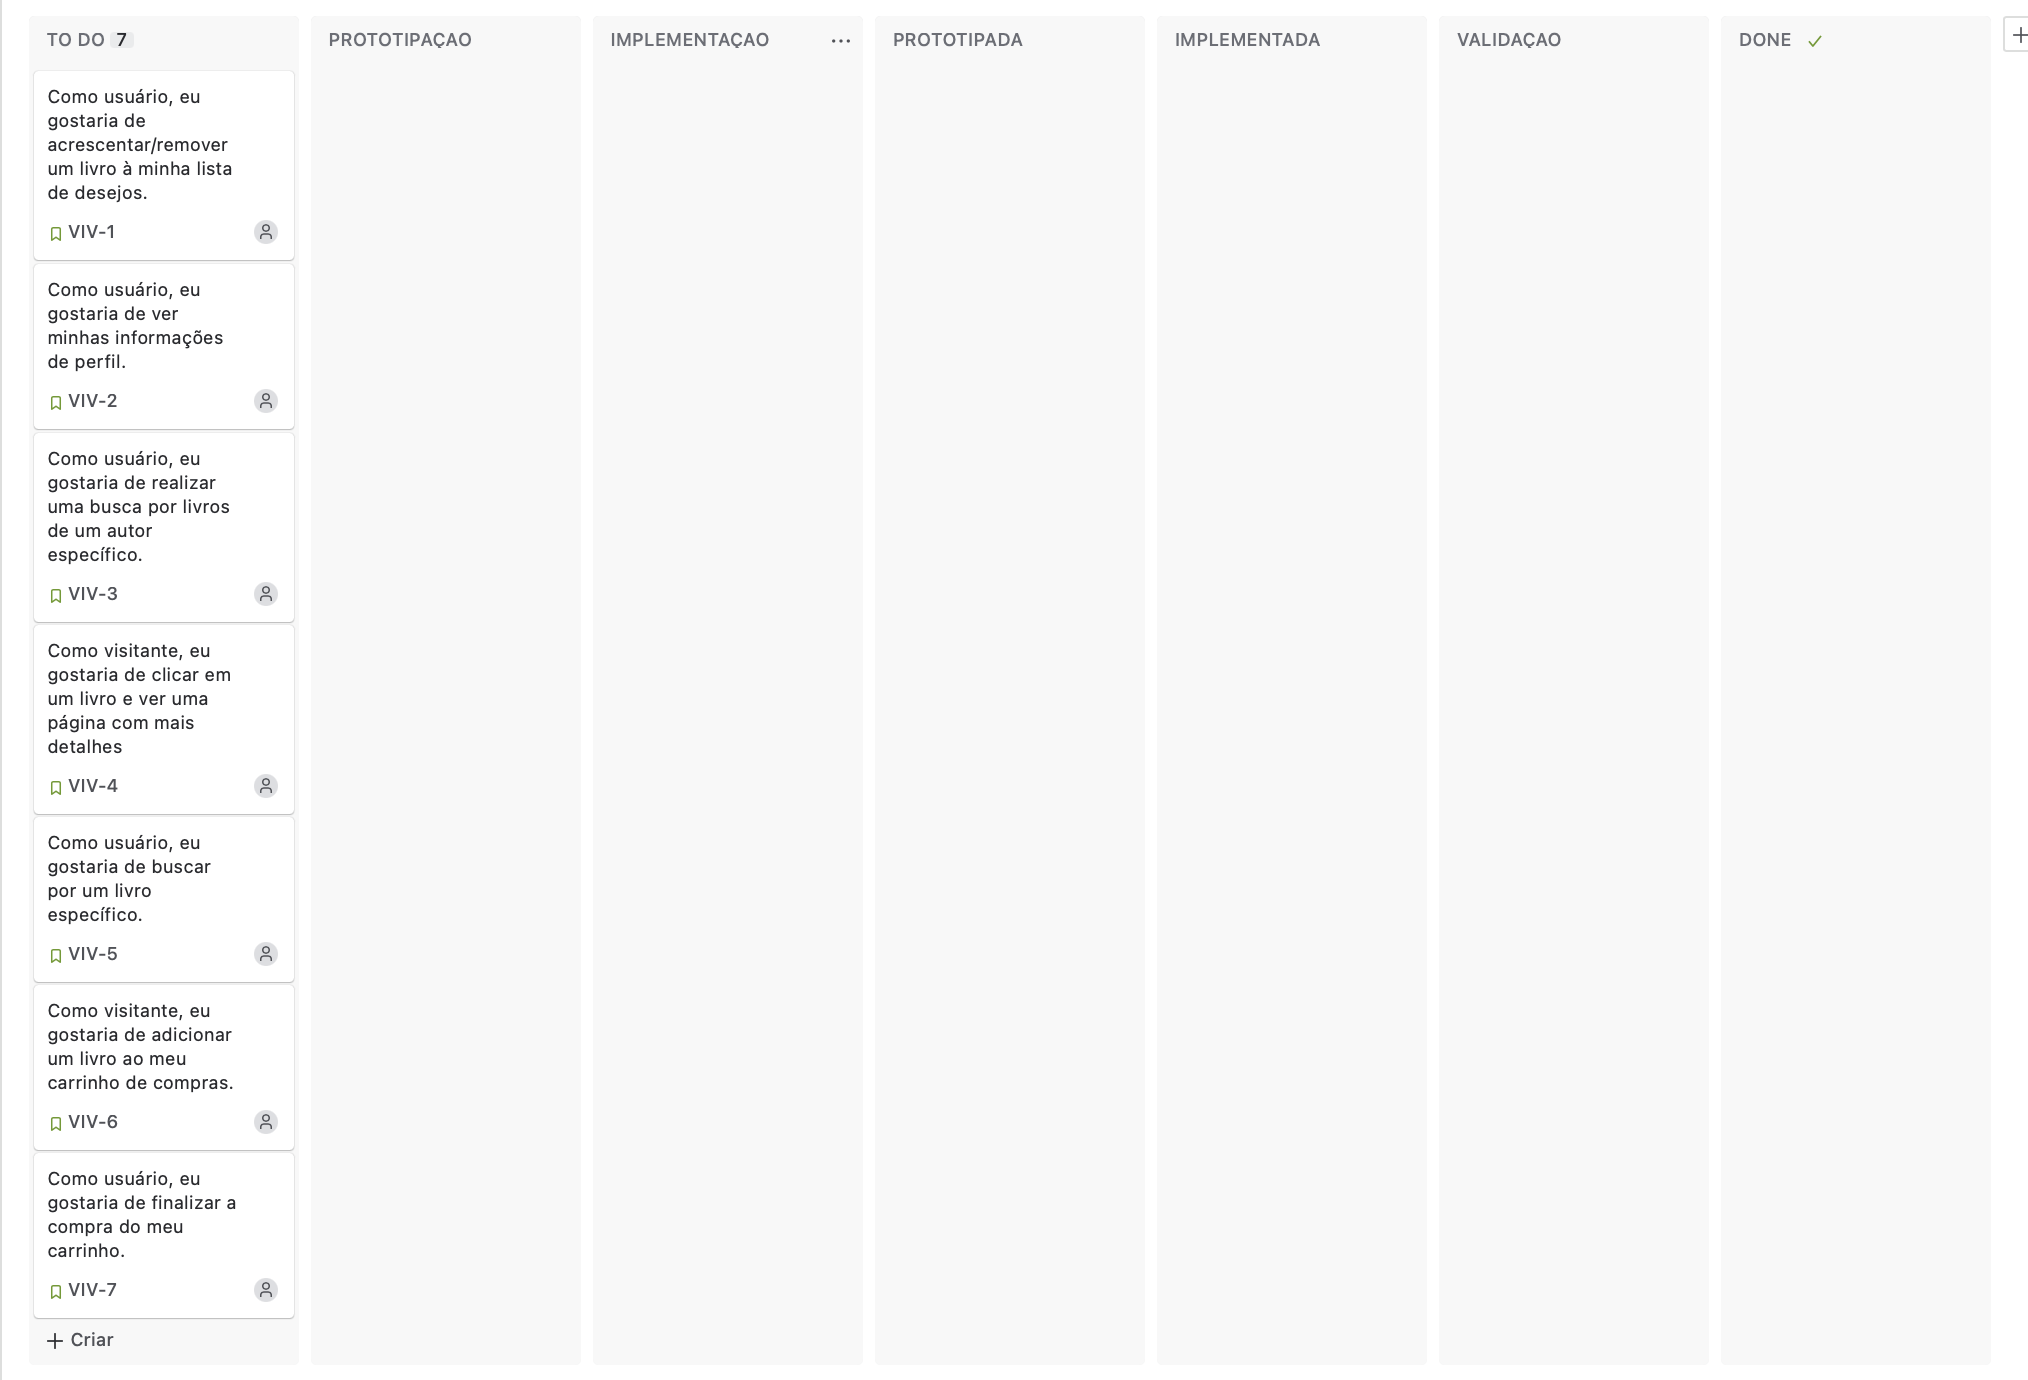 TO DO 7
Como usuário, eu
gostaria de
acrescentar/remover
um livro à minha lista
de desejos.
VIV-1
Como usuário, eu
gostaria de ver
minhas informações
de perfil.
VIV-2
Como usuário, eu
gostaria de realizar
uma busca por livros
de um autor
específico.
VIV-3
Como visitante, eu
gostaria de clicar em
um livro e ver uma
página com mais
detalhes
VIV-4
Como usuário, eu
gostaria de buscar
por um livro
específico.
VIV-5
Como visitante, eu
gostaria de adicionar
um livro ao meu
carrinho de compras.
VIV-6
Como usuário, eu
gostaria de finalizar a
compra do meu
carrinho.
VIV-7
+ Criar
PROTOTIPAÇAO
IMPLEMENTAÇAO
PROTOTIPADA
IMPLEMENTADA
VALIDAÇAO
DONE